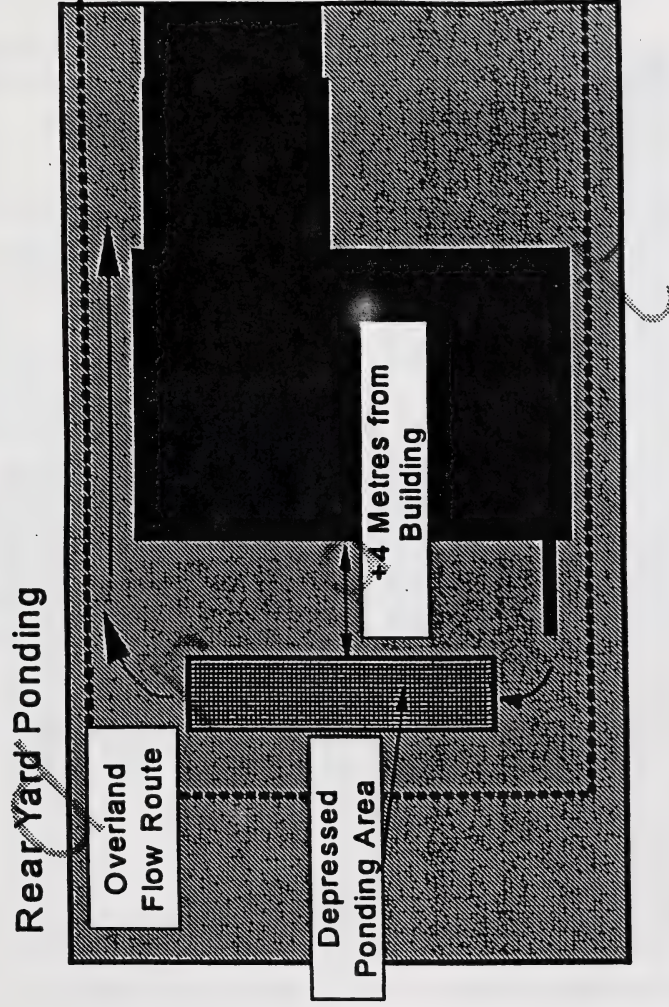 Rear Yard Ponding
Overland
Flow Route
Depressed
Ponding Area
+4 Metres from
Building